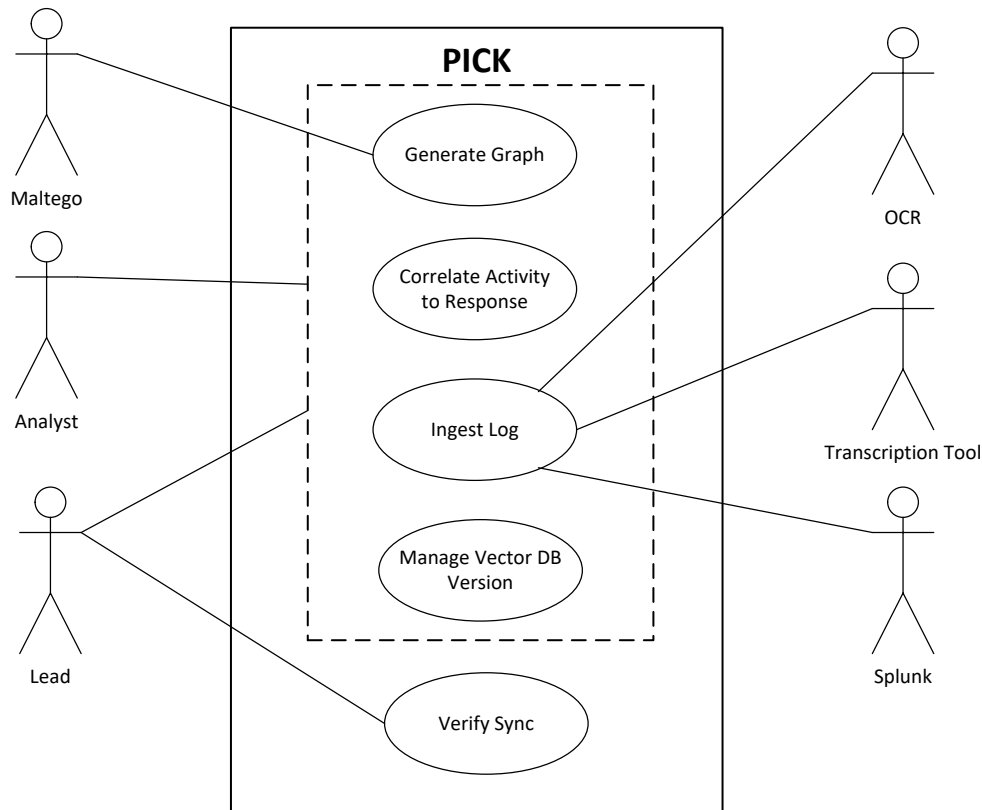 PICK
Generate Graph
Maltego
OCR
Correlate Activity
to Response
Analyst
Ingest Log
Transcription Tool
Manage Vector DB
Version
Lead
Splunk
Verify Sync